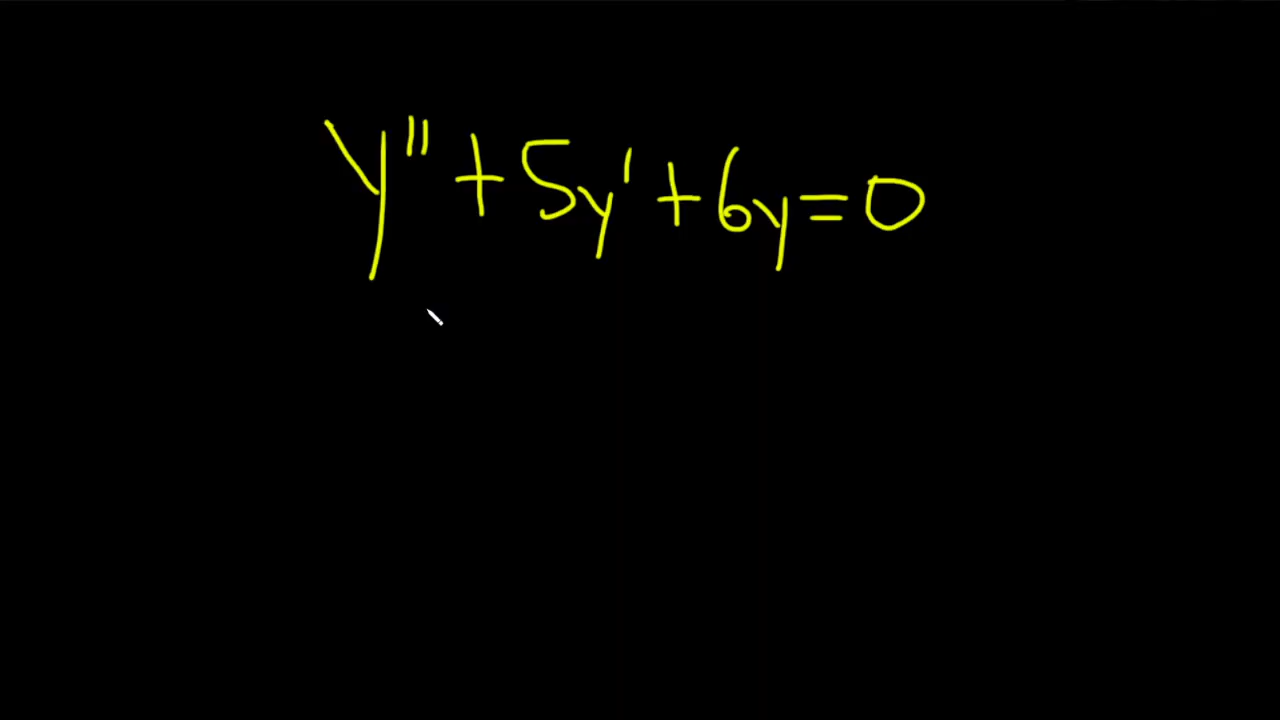 y'' + 5y' + 6y = 0